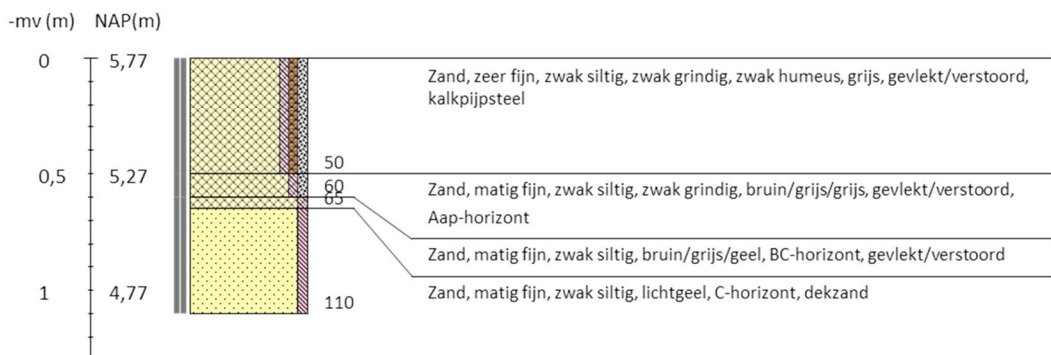 -mv (m) NAP(m)
0 5,77
Zand, zeer fijn, zwak siltig, zwak grindig, zwak humeus, grijs, gevlekt/verstoord,
kalkpijpsteel
50
0,5 5,27
60
Zand, matig fijn, zwak siltig, zwak grindig, bruin/grijs/grijs, gevlekt/verstoord,
65
Aap-horizont
Zand, matig fijn, zwak siltig, bruin/grijs/geel, BC-horizont, gevlekt/verstoord
1 4,77
Zand, matig fijn, zwak siltig, lichtgeel, C-horizont, dekzand
110